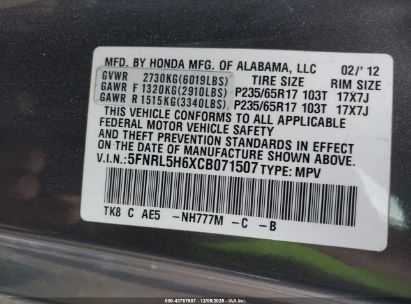 MFD. BY HONDA MFG. OF ALABAMA, LLC 02/' 12
GVWR 2730KG(6019LBS) TIRE SIZE RIM SIZE
GAWR F 1320KG(2910LBS) P235/65R17 103T 17X7J
GAWR R 1515KG(3340LBS) P235/65R17 103T 17X7J
THIS VEHICLE CONFORMS TO ALL APPLICABLE
FEDERAL MOTOR VEHICLE SAFETY
AND THEFT PREVENTION STANDARDS IN EFFECT ON THE
DATE OF MANUFACTURE SHOWN ABOVE.
V.I.N.: 5FNRL5H6XCB071507 TYPE: MPV
TK8 C AE5 -NH777M -C -B